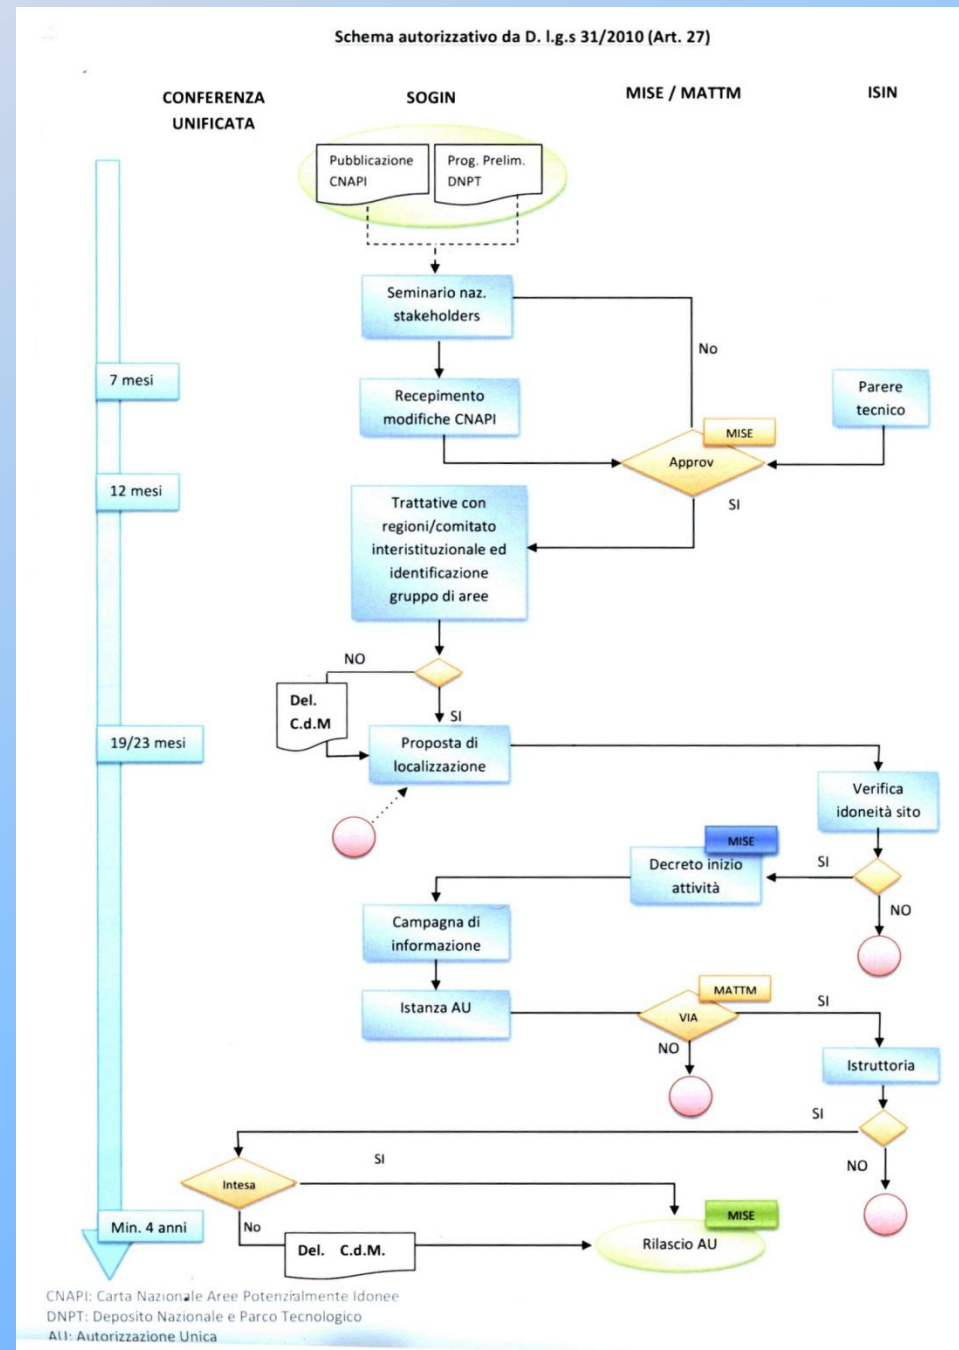 Schema autorizzativo da D. l.g.s 31/2010 (Art. 27)
CONFERENZA
UNIFICATA
SOGIN
MISE / MATTM
ISIN
Pubblicazione
CNAPI
Prog. Prelim.
DNPT
Seminario naz.
stakeholders
No
7 mesi
Recepimento
modifiche CNAPI
Parere
tecnico
MISE
Approv
12 mesi
SI
Trattative con
regioni/comitato
interistituzionale ed
identificazione
gruppo di aree
NO
Del.
C.d.M
SI
19/23 mesi
Proposta di
localizzazione
Verifica
idoneità sito
MISE
Decreto inizio
attività
SI
NO
Campagna di
informazione
Istanza AU
MATTM
VIA
SI
NO
Istruttoria
SI
NO
Intesa
SI
No
Min. 4 anni
Del. C.d.M.
MISE
Rilascio AU
CNAPI: Carta Nazionale Aree Potenzialmente Idonee
DNPT: Deposito Nazionale e Parco Tecnologico
AU: Autorizzazione Unica